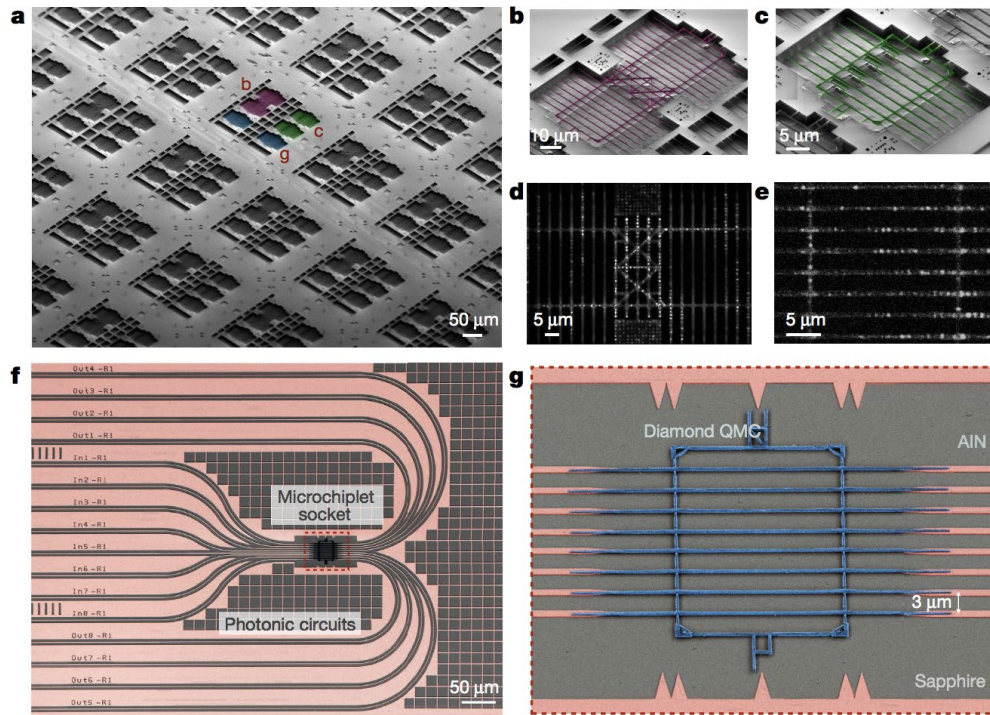 a
b
c
g
50 μm
b
10 μm
c
5 μm
d
5 μm
e
5 μm
f
Out4-R1
Out3-R1
Out2-R1
Out1-R1
In1-R1
In2-R1
In3-R1
In4-R1
In5-R1
In6-R1
In7-R1
In8-R1
Out8-R1
Out7-R1
Out6-R1
Out5-R1
Microchiplet
socket
Photonic circuits
50 μm
g
Diamond QMC
AlN
3 μm
Sapphire